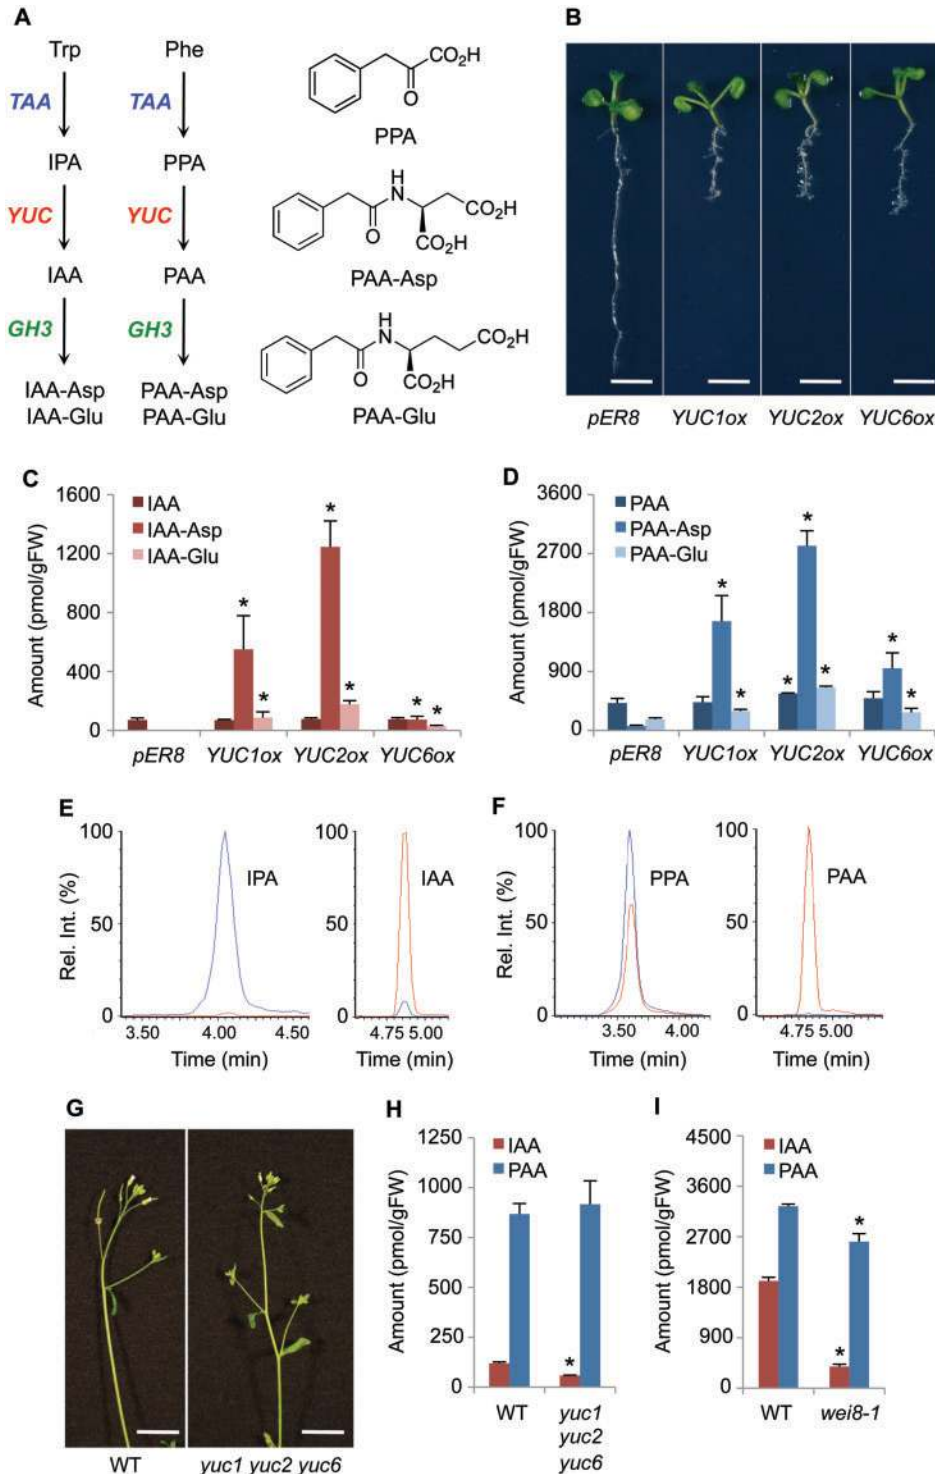 A
Trp
Phe
TAA
TAA
IPA
PPA
YUC
YUC
IAA
PAA
GH3
GH3
IAA-Asp
PAA-Asp
IAA-Glu
PAA-Glu
CO₂H
O
PPA
H
N
CO₂H
O
CO₂H
PAA-Asp
H
N
CO₂H
O
CO₂H
PAA-Glu
B
pER8
YUC1ox
YUC2ox
YUC6ox
C
Amount (pmol/gFW)
1600
1200
800
400
0
IAA
IAA-Asp
IAA-Glu
* * * * * *
pER8
YUC1ox
YUC2ox
YUC6ox
D
Amount (pmol/gFW)
3600
2700
1800
900
0
PAA
PAA-Asp
PAA-Glu
* * * * * * *
pER8
YUC1ox
YUC2ox
YUC6ox
E
Rel. Int. (%)
100
50
0
IPA
3.50 4.00 4.50
Time (min)
100
50
0
IAA
4.75 5.00
Time (min)
F
Rel. Int. (%)
100
50
0
PPA
3.50 4.00
Time (min)
100
50
0
PAA
4.75 5.00
Time (min)
G
WT
yuc1 yuc2 yuc6
H
Amount (pmol/gFW)
1250
1000
750
500
250
0
IAA
PAA
*
WT
yuc1
yuc2
yuc6
I
Amount (pmol/gFW)
4500
3600
2700
1800
900
0
IAA
PAA
* *
WT
wei8-1